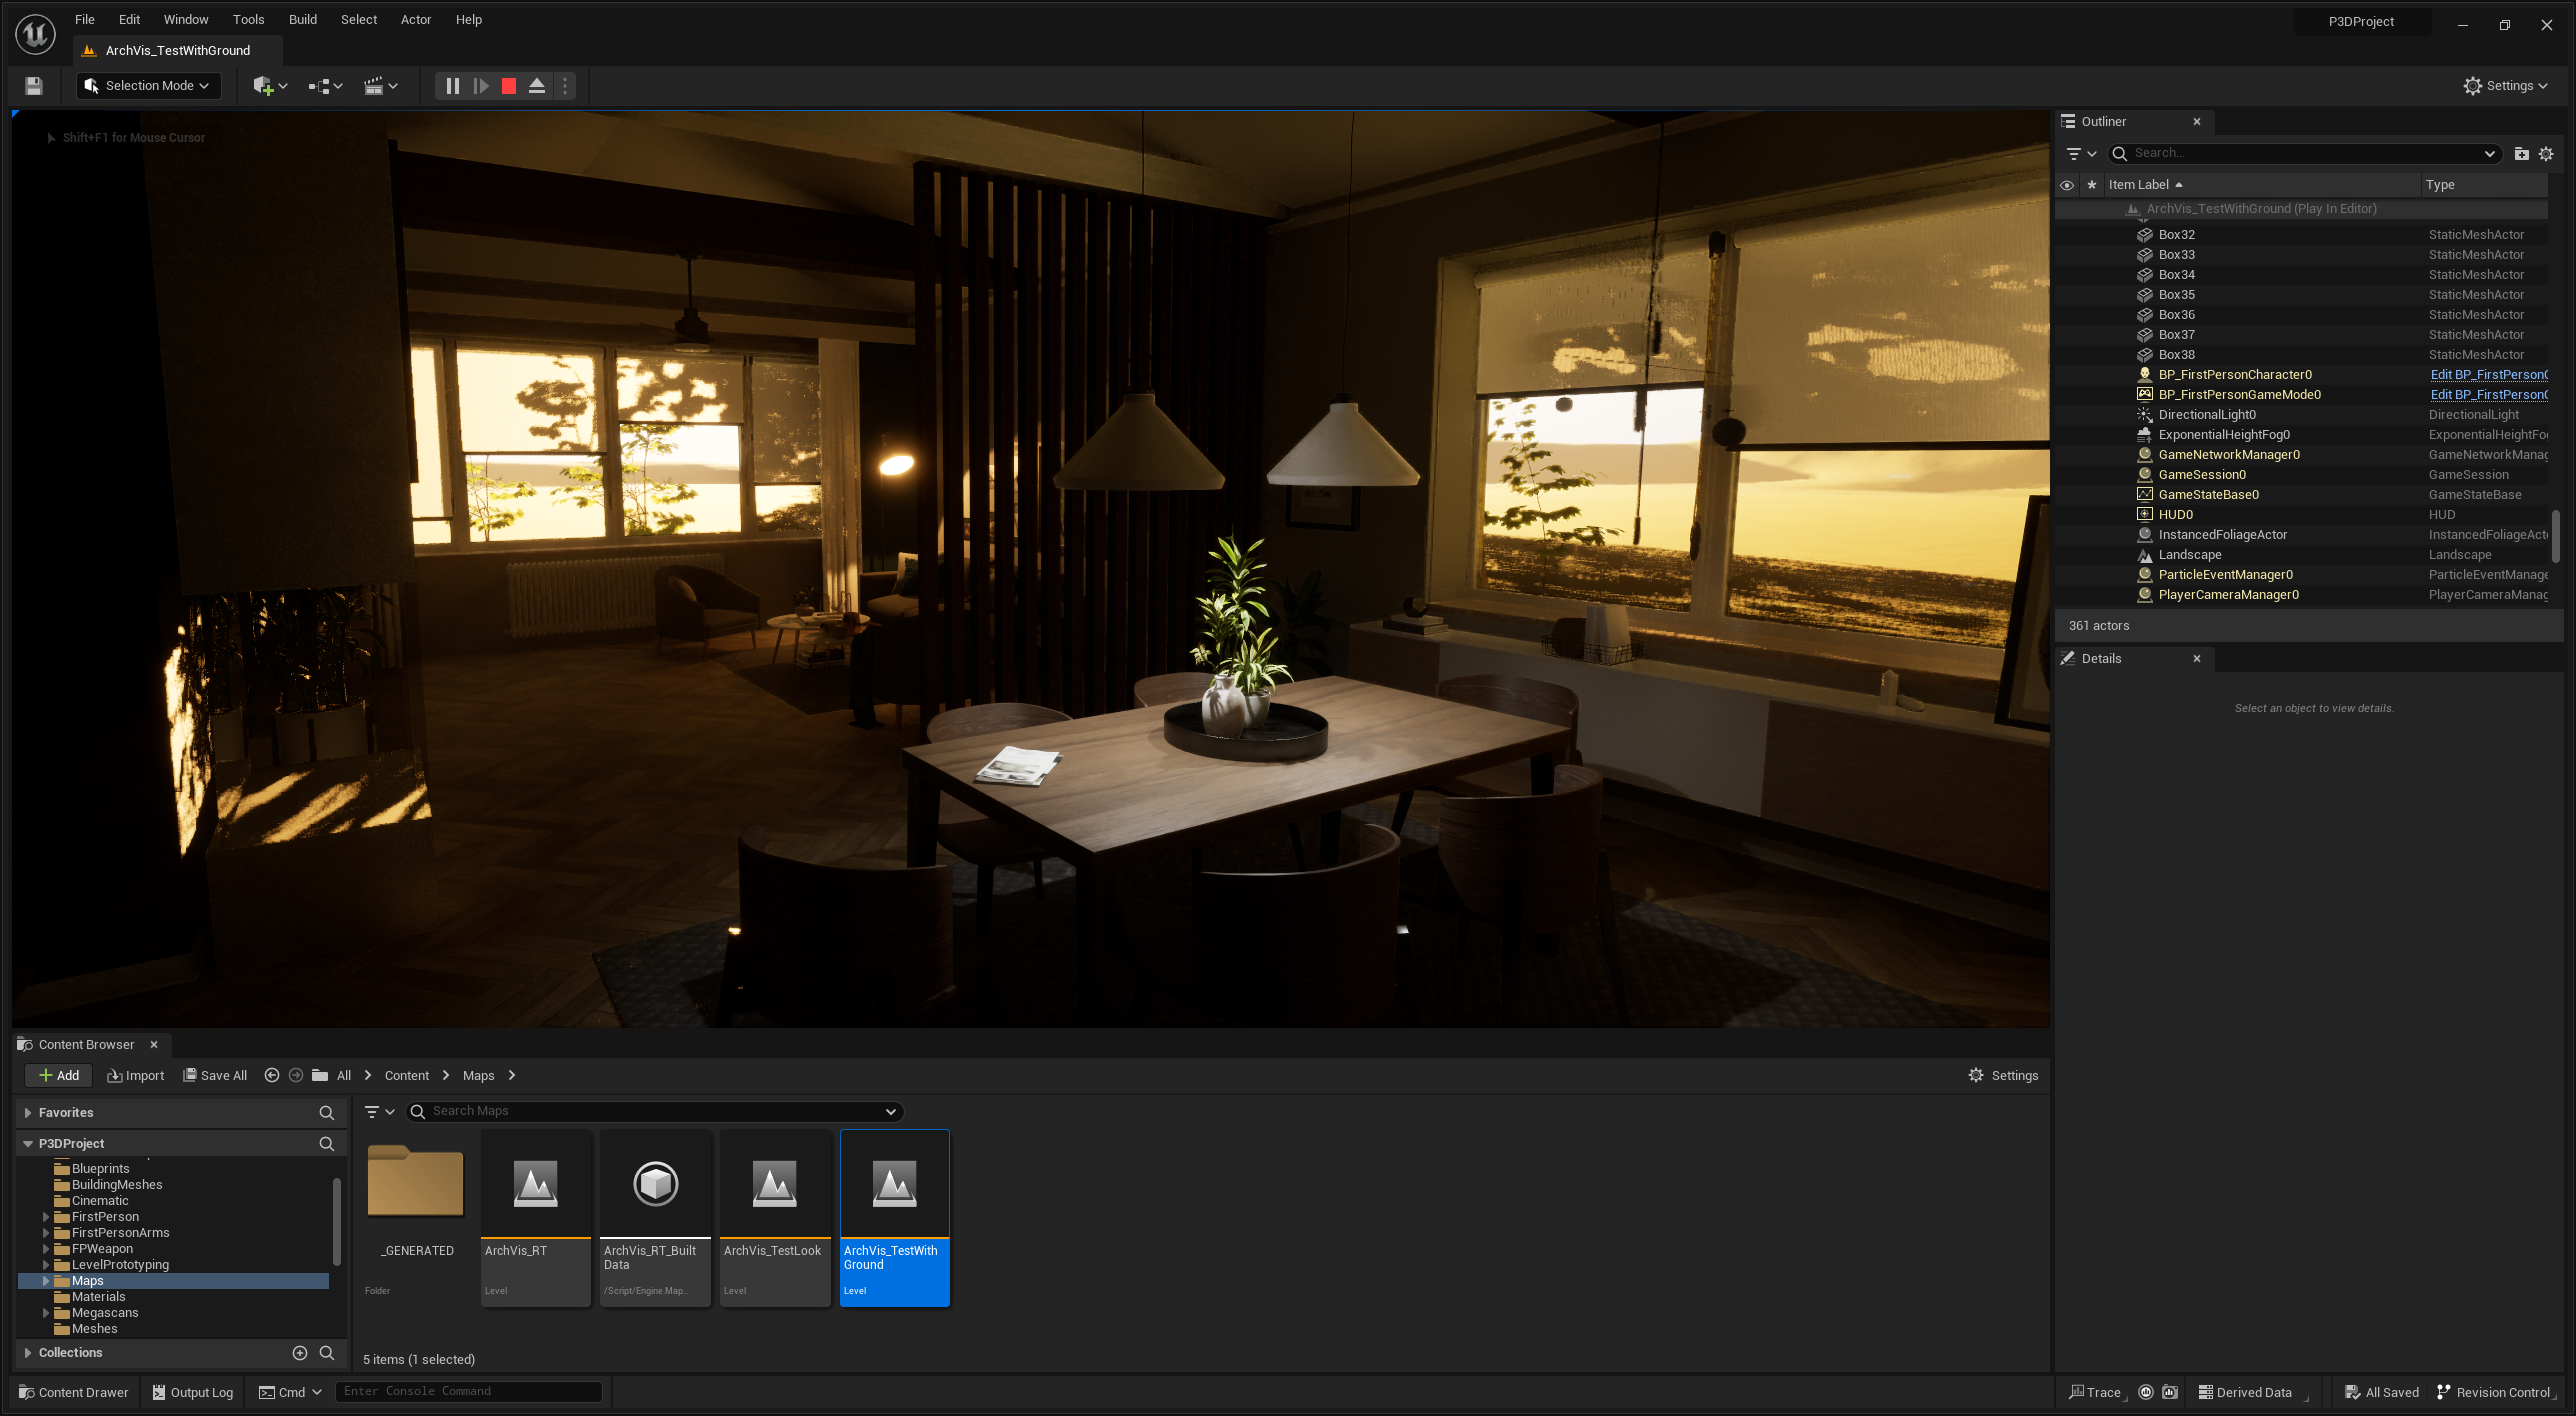 File Edit Window Tools Build Select Actor Help
P3DProject
ArchVis_TestWithGround
Selection Mode
Settings
Shift+F1 for Mouse Cursor
Outliner
Search...
Item Label Type
ArchVis_TestWithGround (Play In Editor)
Box32 StaticMeshActor
Box33 StaticMeshActor
Box34 StaticMeshActor
Box35 StaticMeshActor
Box36 StaticMeshActor
Box37 StaticMeshActor
Box38 StaticMeshActor
BP_FirstPersonCharacter0 Edit BP_FirstPersonC
BP_FirstPersonGameMode0 Edit BP_FirstPersonC
DirectionalLight0 DirectionalLight
ExponentialHeightFog0 ExponentialHeightFo
GameNetworkManager0 GameNetworkManag
GameSession0 GameSession
GameStateBase0 GameStateBase
HUD0 HUD
InstancedFoliageActor InstancedFoliageAct
Landscape Landscape
ParticleEventManager0 ParticleEventManage
PlayerCameraManager0 PlayerCameraManag
361 actors
Details
Select an object to view details.
Content Browser
Add Import Save All All Content Maps Settings
Favorites
Search Maps
P3DProject
Blueprints
BuildingMeshes
Cinematic
FirstPerson
FirstPersonArms
FPWeapon
LevelPrototyping
Maps
Materials
Megascans
Meshes
Collections
_GENERATED
Folder
ArchVis_RT
Level
ArchVis_RT_Built
Data
/Script/Engine.Map...
ArchVis_TestLook
Level
ArchVis_TestWith
Ground
Level
5 items (1 selected)
Content Drawer Output Log Cmd Enter Console Command
Trace Derived Data All Saved Revision Control